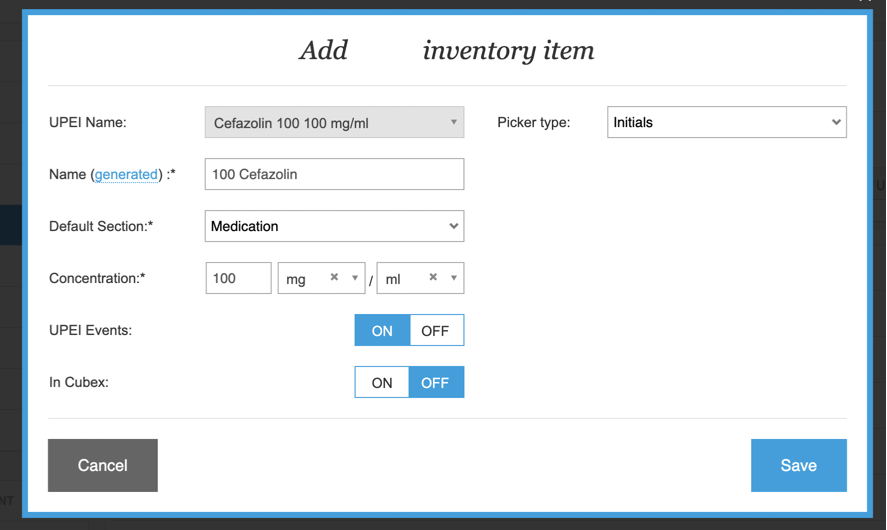 Add inventory item
UPEI Name: Cefazolin 100 100 mg/ml Picker type: Initials
Name (generated) :* 100 Cefazolin
Default Section:* Medication
Concentration:* 100 mg / ml
UPEI Events: ON OFF
In Cubex: ON OFF
Cancel Save
NT